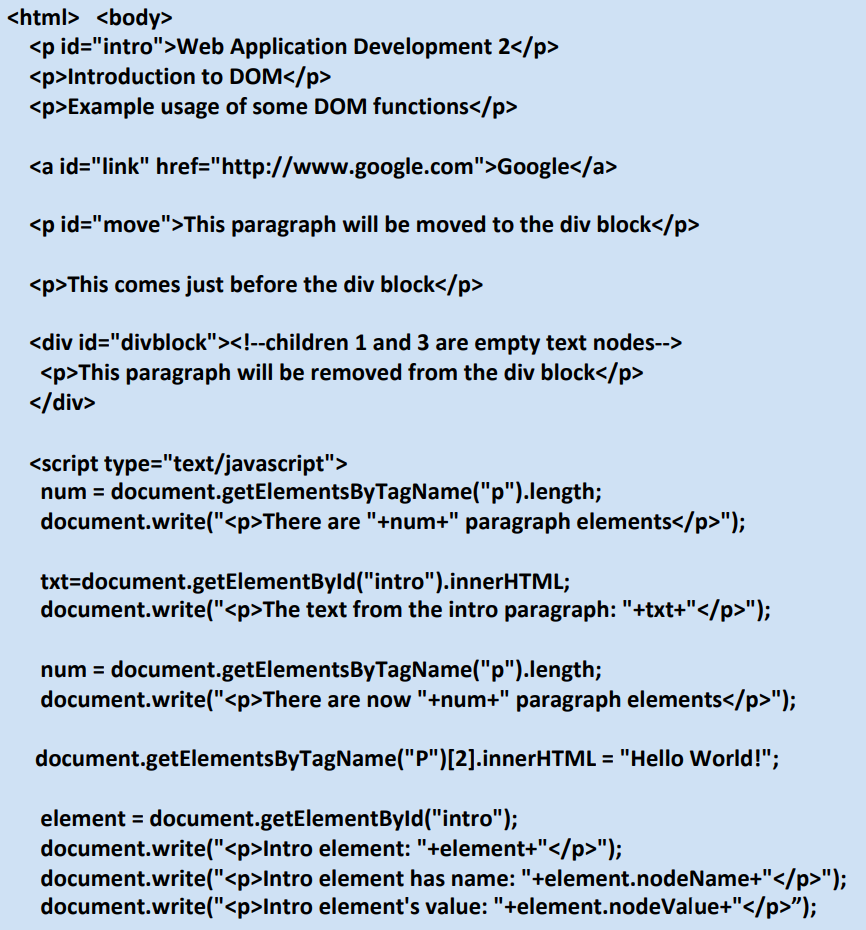 <html>   <body>
<p id="intro">Web Application Development 2</p>
<p>Introduction to DOM</p>
<p>Example usage of some DOM functions</p>
<a id="link" href="http://www.google.com">Google</a>
<p id="move">This paragraph will be moved to the div block</p>
<p>This comes just before the div block</p>
<div id="divblock"><!--children 1 and 3 are empty text nodes-->
<p>This paragraph will be removed from the div block</p>
</div>
<script type="text/javascript">
num = document.getElementsByTagName("p").length;
document.write("<p>There are "+num+" paragraph elements</p>");
txt=document.getElementById("intro").innerHTML;
document.write("<p>The text from the intro paragraph: "+txt+"</p>");
num = document.getElementsByTagName("p").length;
document.write("<p>There are now "+num+" paragraph elements</p>");
document.getElementsByTagName("P")[2].innerHTML = "Hello World!";
element = document.getElementById("intro");
document.write("<p>Intro element: "+element+"</p>");
document.write("<p>Intro element has name: "+element.nodeName+"</p>");
document.write("<p>Intro element's value: "+element.nodeValue+"</p>”);